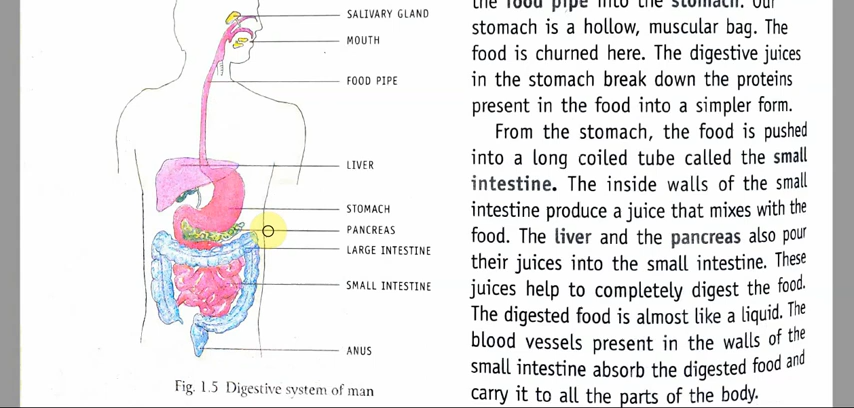 SALIVARY GLAND
MOUTH
FOOD PIPE
LIVER
STOMACH
PANCREAS
LARGE INTESTINE
SMALL INTESTINE
ANUS
Fig. 1.5 Digestive system of man
the food pipe into the stomach. Our
stomach is a hollow, muscular bag. The
food is churned here. The digestive juices
in the stomach break down the proteins
present in the food into a simpler form.
From the stomach, the food is pushed
into a long coiled tube called the small
intestine. The inside walls of the small
intestine produce a juice that mixes with the
food. The liver and the pancreas also pour
their juices into the small intestine. These
juices help to completely digest the food.
The digested food is almost like a liquid. The
blood vessels present in the walls of the
small intestine absorb the digested food and
carry it to all the parts of the body.